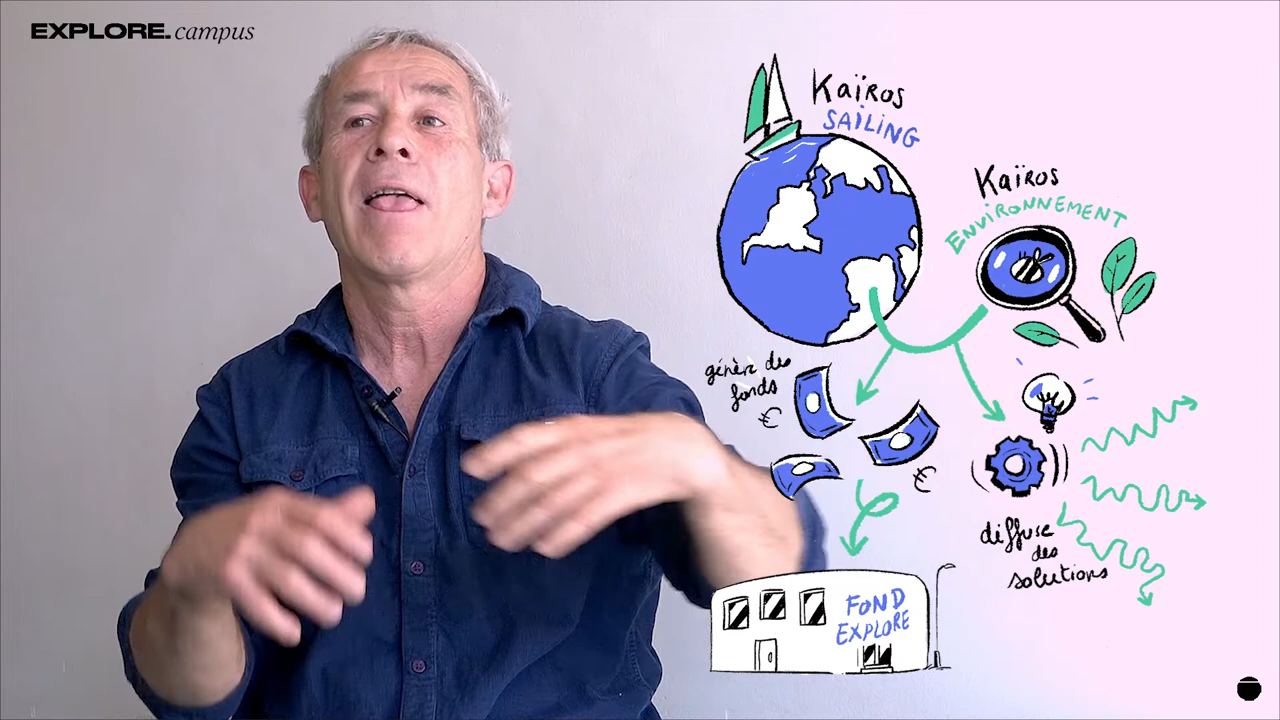 EXPLORE.campus
Kaïros
SAILING
Kaïros
ENVIRONNEMENT
génère des
fonds
€
€
diffuse
des
solutions
FOND
EXPLORE